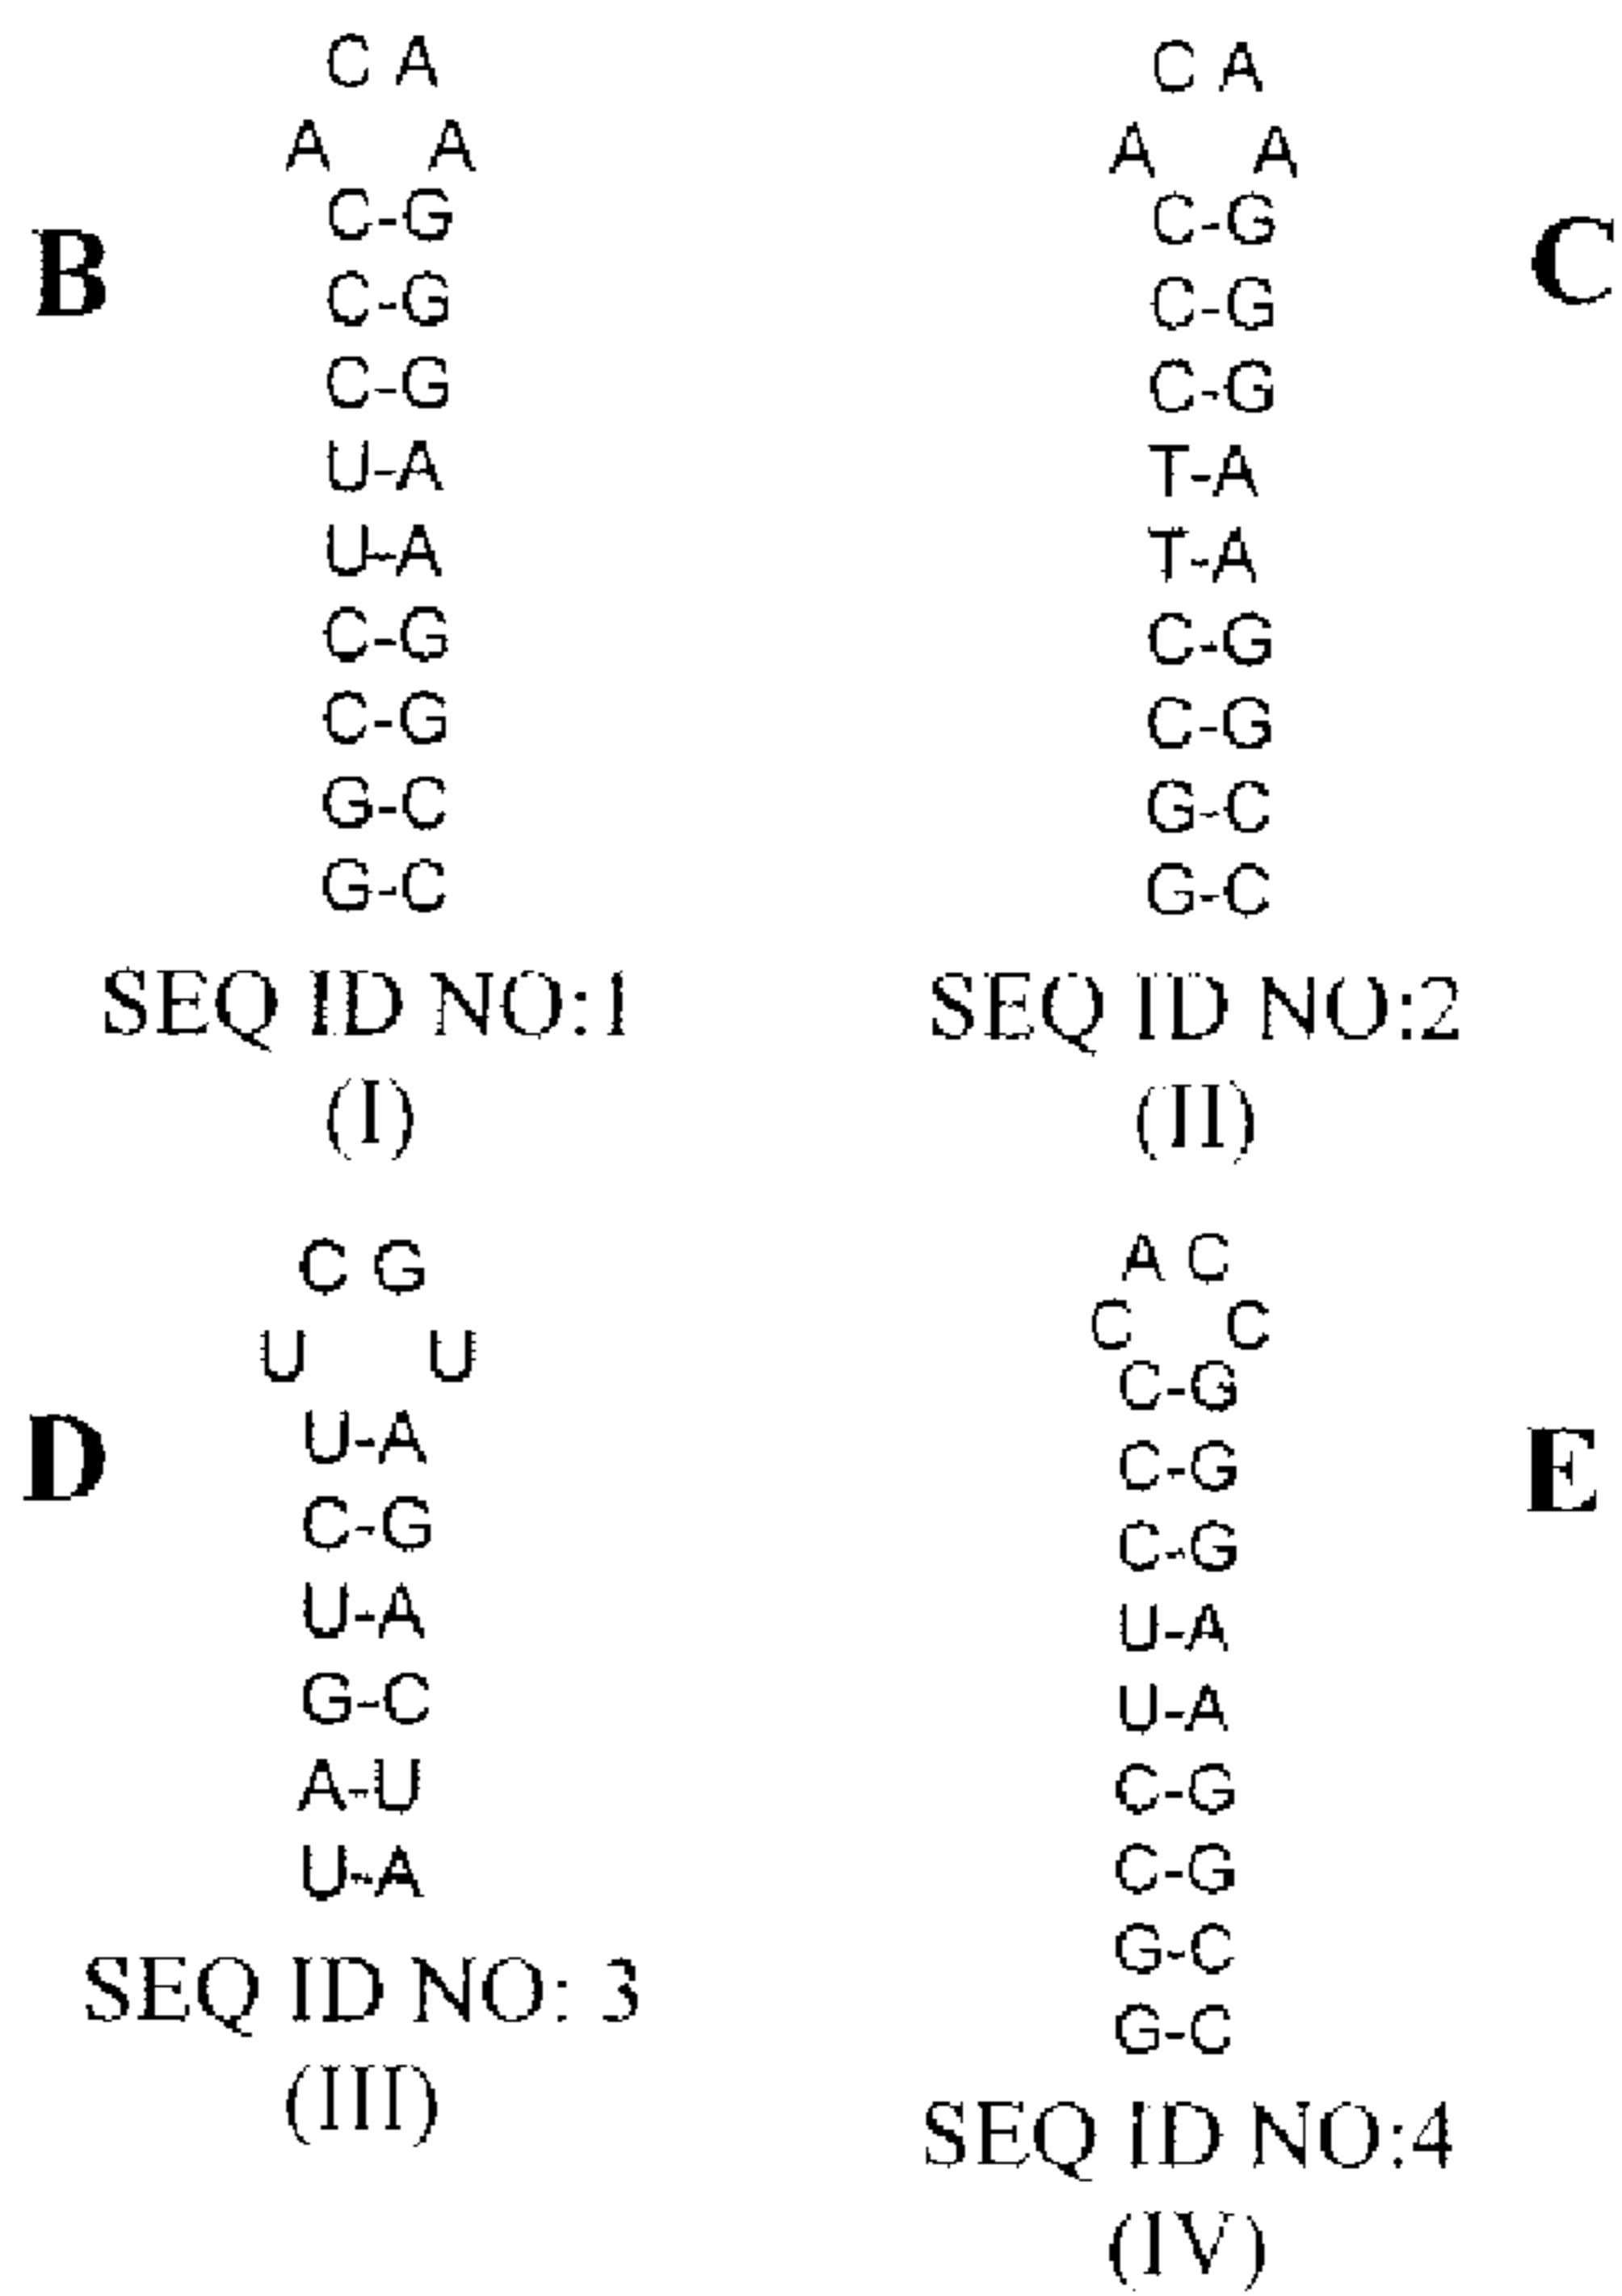 C A
A A
B
C-G
C-G
C-G
U-A
U-A
C-G
C-G
G-C
G-C
SEQ ID NO:1
(I)
C A
A A
C
C-G
C-G
C-G
T-A
T-A
C-G
C-G
G-C
G-C
SEQ ID NO:2
(II)
C G
U U
D
U-A
C-G
U-A
G-C
A-U
U-A
SEQ ID NO: 3
(III)
A C
C C
C-G
E
C-G
C-G
U-A
U-A
C-G
C-G
G-C
G-C
SEQ ID NO:4
(IV)